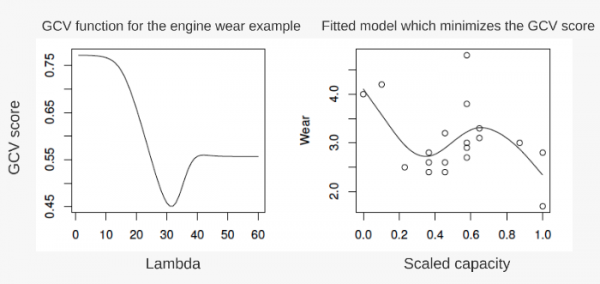 GCV function for the engine wear example
Fitted model which minimizes the GCV score
GCV score
0.75
0.65
0.55
0.45
0 10 20 30 40 50 60
Lambda
Wear
4.0
3.0
2.0
0.0 0.2 0.4 0.6 0.8 1.0
Scaled capacity